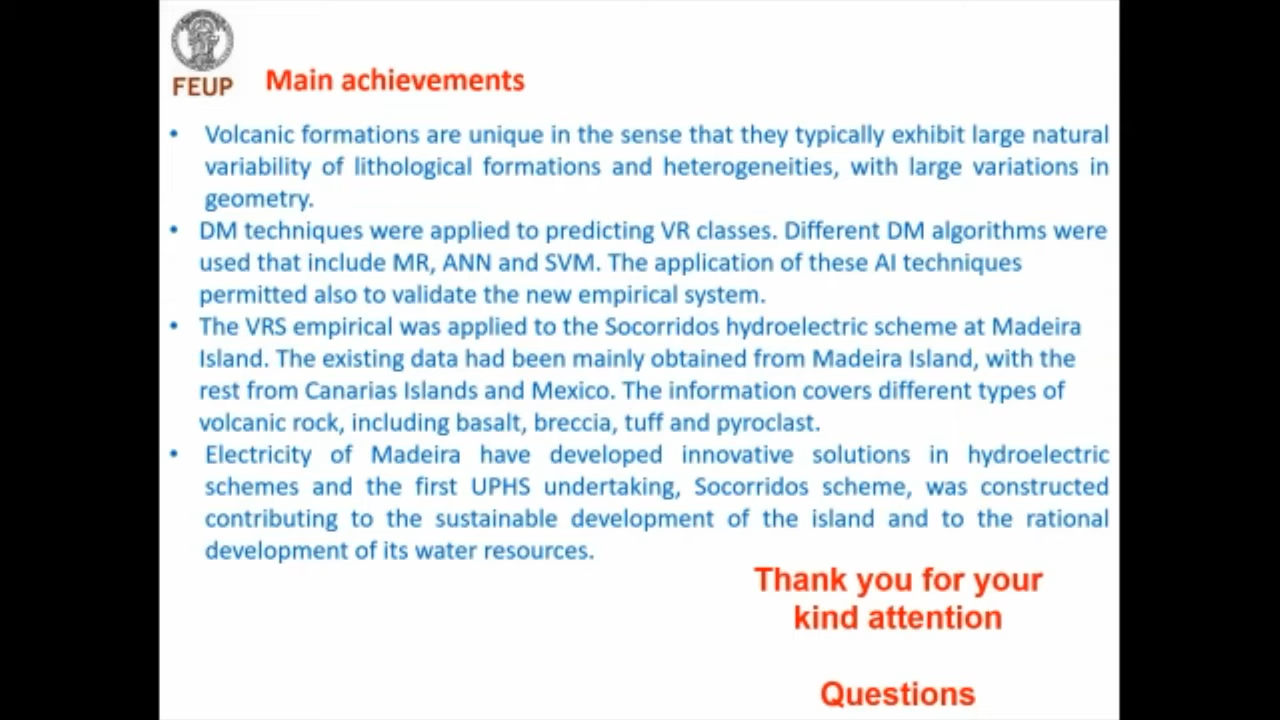 FEUP
Main achievements
• Volcanic formations are unique in the sense that they typically exhibit large natural
variability of lithological formations and heterogeneities, with large variations in
geometry.
• DM techniques were applied to predicting VR classes. Different DM algorithms were
used that include MR, ANN and SVM. The application of these AI techniques
permitted also to validate the new empirical system.
• The VRS empirical was applied to the Socorridos hydroelectric scheme at Madeira
Island. The existing data had been mainly obtained from Madeira Island, with the
rest from Canarias Islands and Mexico. The information covers different types of
volcanic rock, including basalt, breccia, tuff and pyroclast.
• Electricity of Madeira have developed innovative solutions in hydroelectric
schemes and the first UPHS undertaking, Socorridos scheme, was constructed
contributing to the sustainable development of the island and to the rational
development of its water resources.
Thank you for your
kind attention
Questions